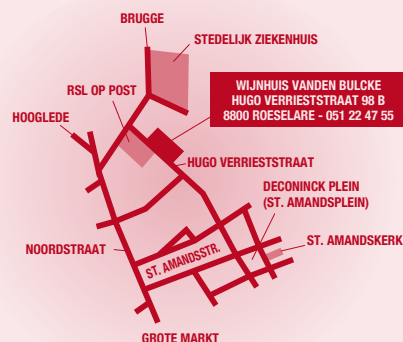 BRUGGE
STEDELIJK ZIEKENHUIS
RSL OP POST
WIJNHUIS VANDEN BULCKE
HUGO VERRIESTSTRAAT 98 B
8800 ROESELARE - 051 22 47 55
HOOGLEDE
HUGO VERRIESTSTRAAT
DECONINCK PLEIN
(ST. AMANDSPLEIN)
NOORDSTRAAT
ST. AMANDSSTR.
ST. AMANDSKERK
GROTE MARKT